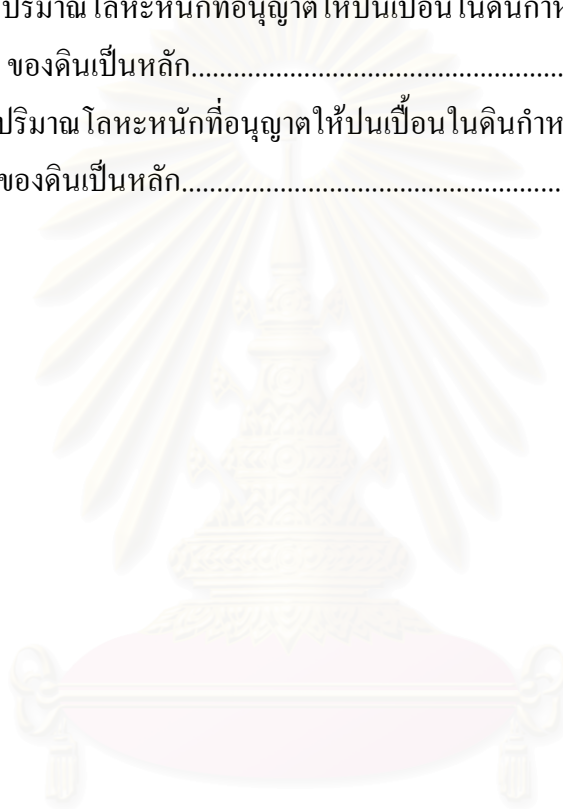 ปริมาณโลหะหนักที่อนุญาตให้ปนเปื้อนในดินกำห
ของดินเป็นหลัก....................................................
ปริมาณโลหะหนักที่อนุญาตให้ปนเปื้อนในดินกำห
ของดินเป็นหลัก.....................................................